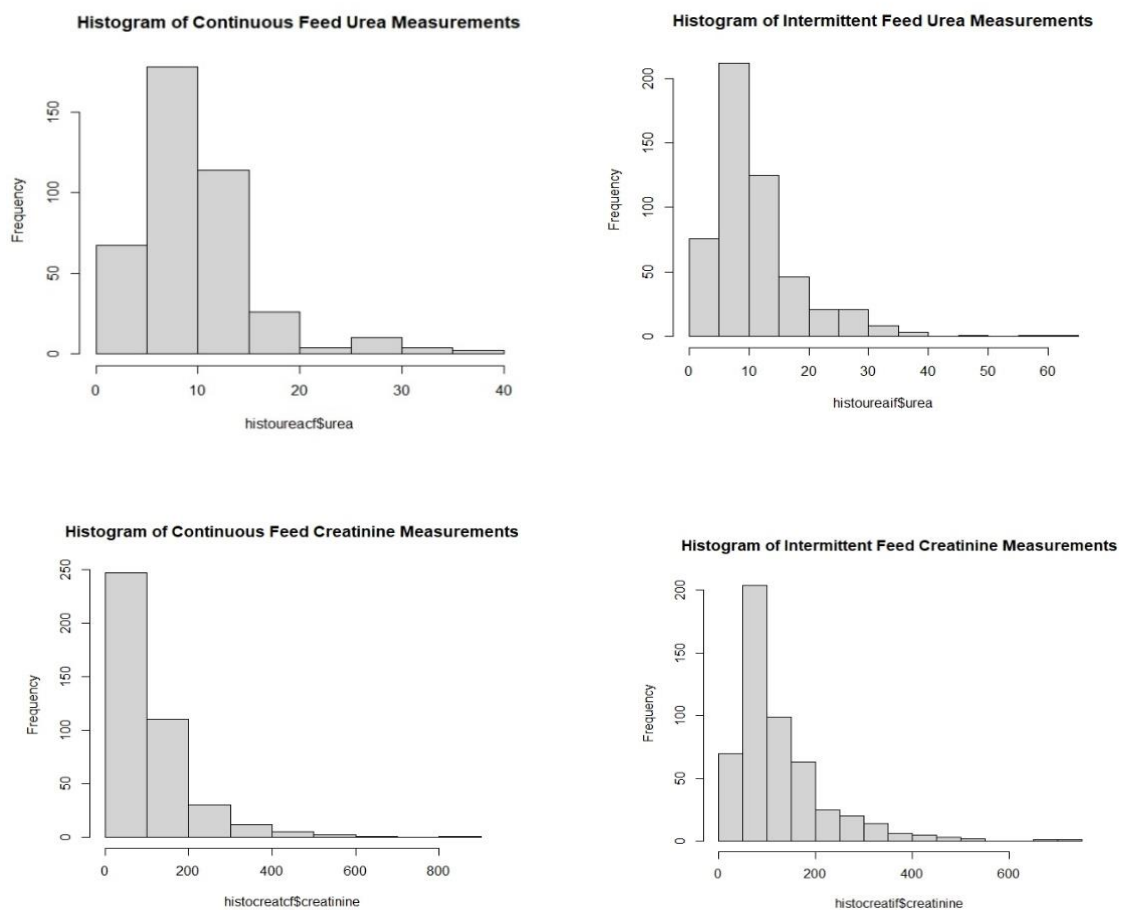 Histogram of Continuous Feed Urea Measurements
Frequency
0
50
100
150
0 10 20 30 40
histoureacf$urea
Histogram of Intermittent Feed Urea Measurements
Frequency
0
50
100
150
200
0 10 20 30 40 50 60
histoureaif$urea
Histogram of Continuous Feed Creatinine Measurements
Frequency
0
50
100
150
200
250
0 200 400 600 800
histocreatcf$creatinine
Histogram of Intermittent Feed Creatinine Measurements
Frequency
0
50
100
150
200
0 200 400 600
histocreatif$creatinine